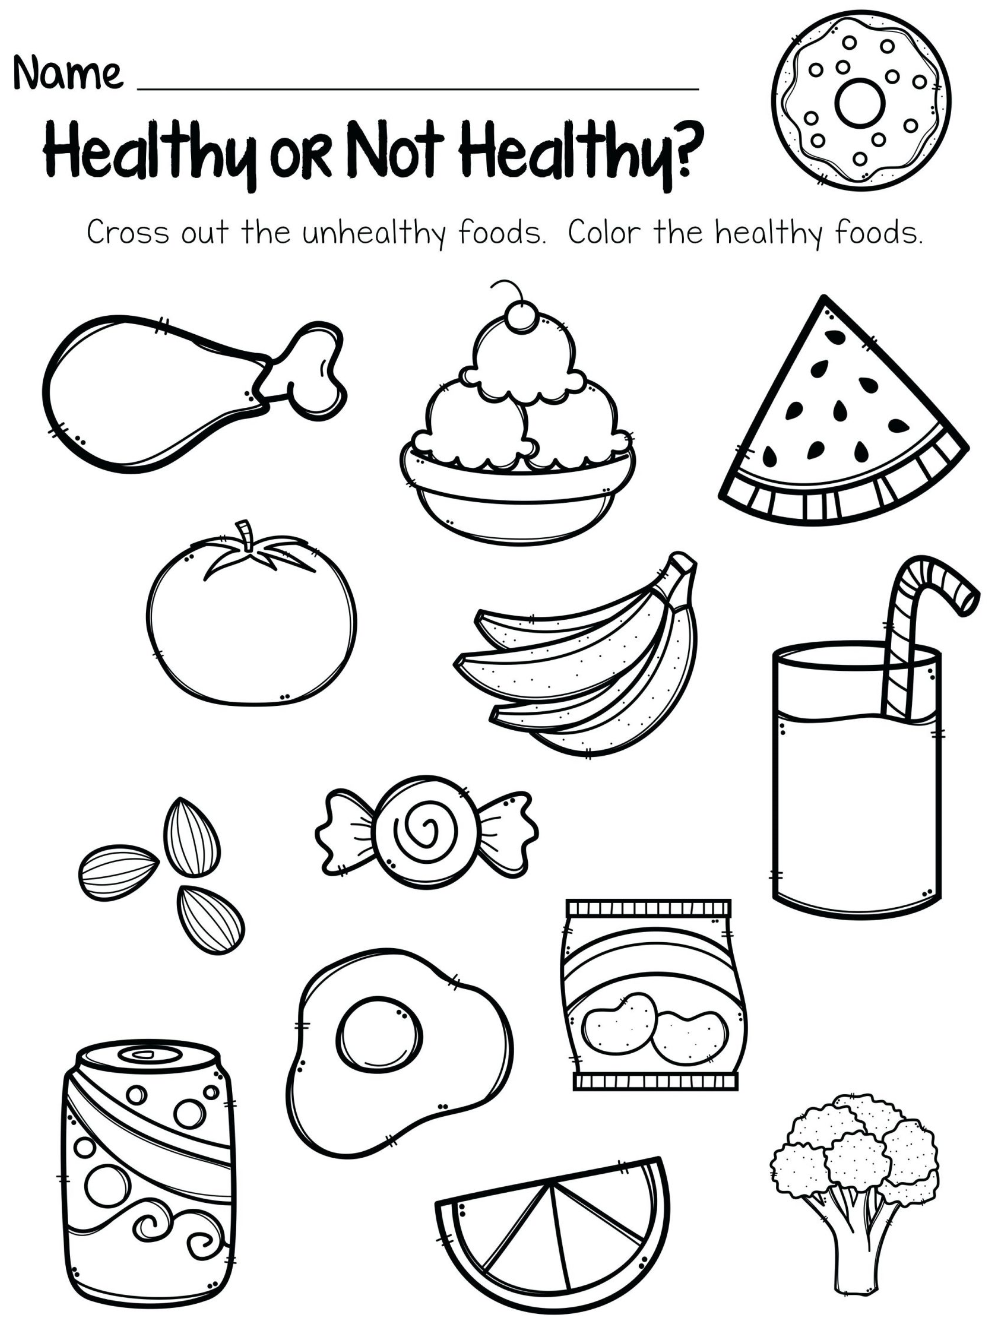 Name
Healthy or Not Healthy?
Cross out the unhealthy foods. Color the healthy foods.